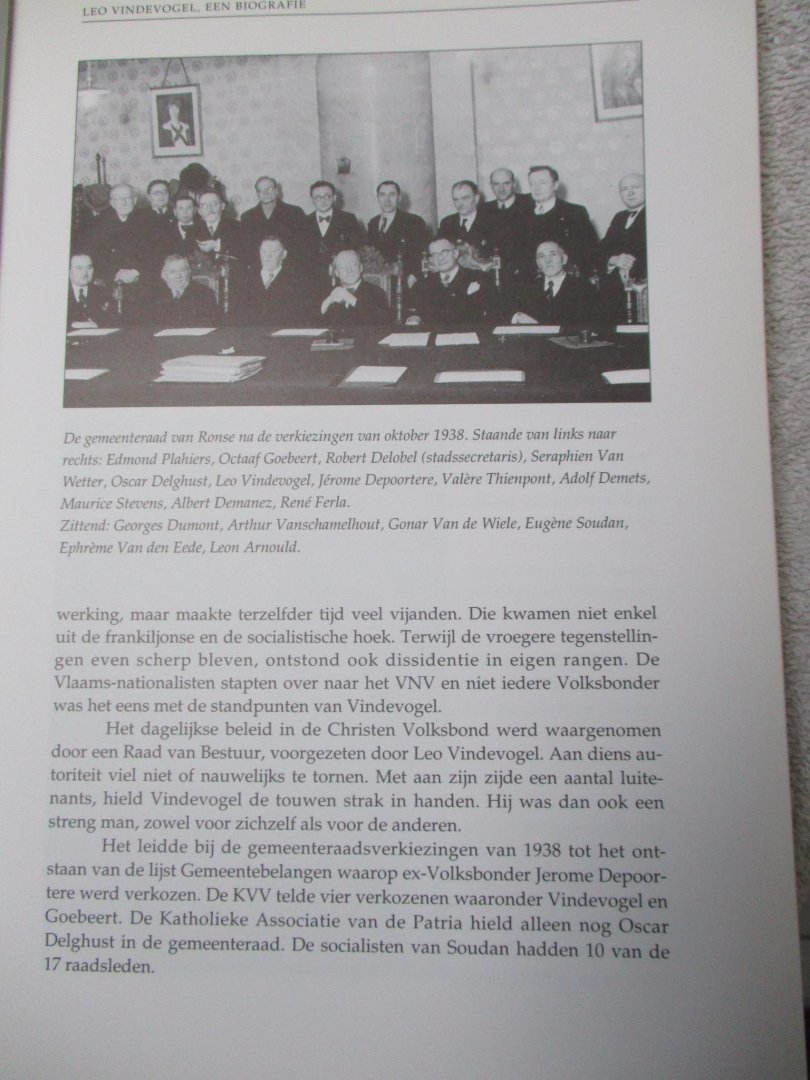 LEO VINDEVOGEL, EEN BIOGRAFIE
De gemeenteraad van Ronse na de verkiezingen van oktober 1938. Staande van links naar
rechts: Edmond Plahiers, Octaaf Goebeert, Robert Delobel (stadssecretaris), Seraphien Van
Wetter, Oscar Delghust, Leo Vindevogel, Jérome Depoortere, Valère Thienpont, Adolf Demets,
Maurice Stevens, Albert Demanez, René Ferla.
Zittend: Georges Dumont, Arthur Vanschamelhout, Gonar Van de Wiele, Eugène Soudan,
Ephrème Van den Eede, Leon Arnould.
werking, maar maakte terzelfder tijd veel vijanden. Die kwamen niet enkel
uit de frankiljonse en de socialistische hoek. Terwijl de vroegere tegenstellin-
gen even scherp bleven, ontstond ook dissidentie in eigen rangen. De
Vlaams-nationalisten stapten over naar het VNV en niet iedere Volksbonder
was het eens met de standpunten van Vindevogel.
Het dagelijkse beleid in de Christen Volksbond werd waargenomen
door een Raad van Bestuur, voorgezeten door Leo Vindevogel. Aan diens au-
toriteit viel niet of nauwelijks te tornen. Met aan zijn zijde een aantal luite-
nants, hield Vindevogel de touwen strak in handen. Hij was dan ook een
streng man, zowel voor zichzelf als voor de anderen.
Het leidde bij de gemeenteraadsverkiezingen van 1938 tot het ont-
staan van de lijst Gemeentebelangen waarop ex-Volksbonder Jerome Depoor-
tere werd verkozen. De KVV telde vier verkozenen waaronder Vindevogel en
Goebeert. De Katholieke Associatie van de Patria hield alleen nog Oscar
Delghust in de gemeenteraad. De socialisten van Soudan hadden 10 van de
17 raadsleden.